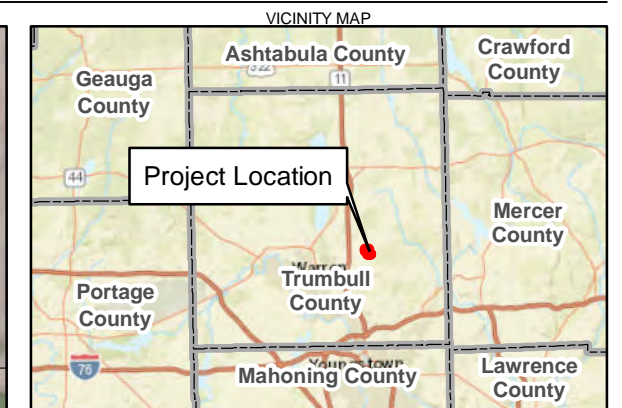 VICINITY MAP
Ashtabula County
Crawford
County
Geauga
County
322
11
44
Project Location
Mercer
County
Warren
Trumbull
County
Portage
County
76
Youngstown
Mahoning County
Lawrence
County